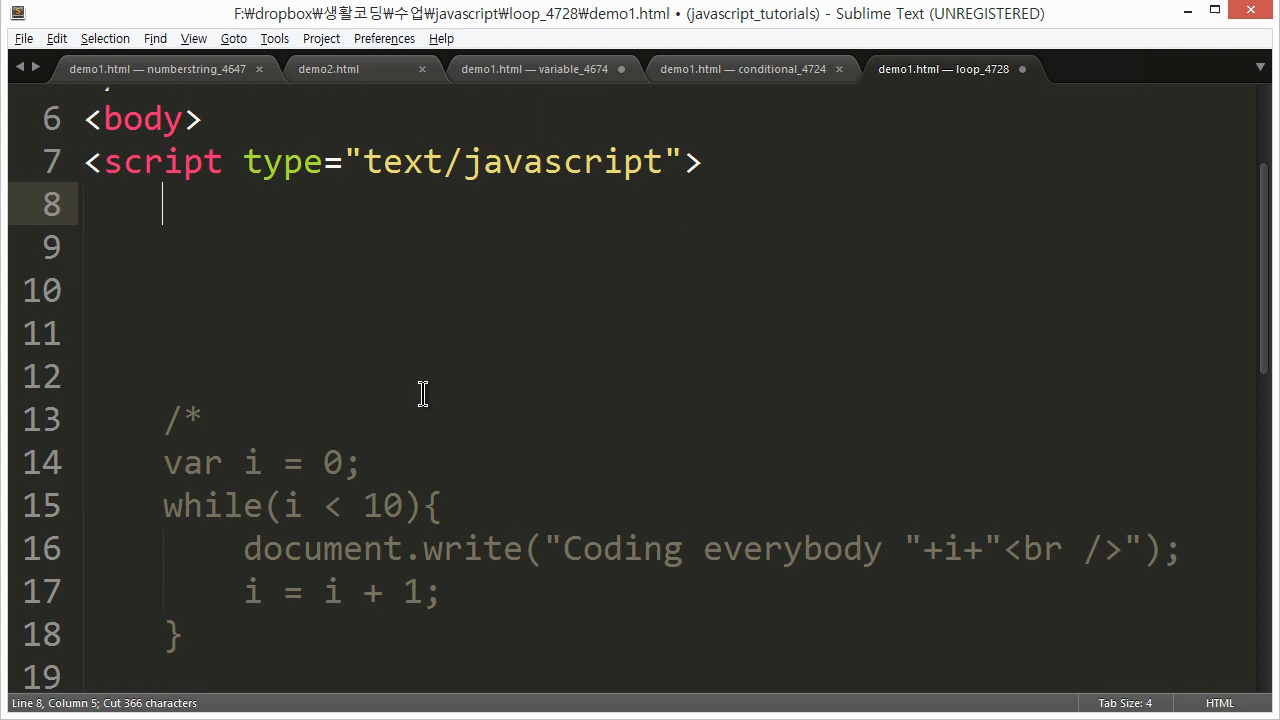 F:₩dropbox₩생활코딩₩수업₩javascript₩loop_4728₩demo1.html • (javascript_tutorials) - Sublime Text (UNREGISTERED)
File Edit Selection Find View Goto Tools Project Preferences Help
demo1.html — numberstring_4647 demo2.html demo1.html — variable_4674 demo1.html — conditional_4724 demo1.html — loop_4728
6 <body>
7 <script type="text/javascript">
8
9
10
11
12
13 /*
14 var i = 0;
15 while(i < 10){
16 document.write("Coding everybody "+i+"<br />");
17 i = i + 1;
18 }
19
Line 8, Column 5; Cut 366 characters Tab Size: 4 HTML